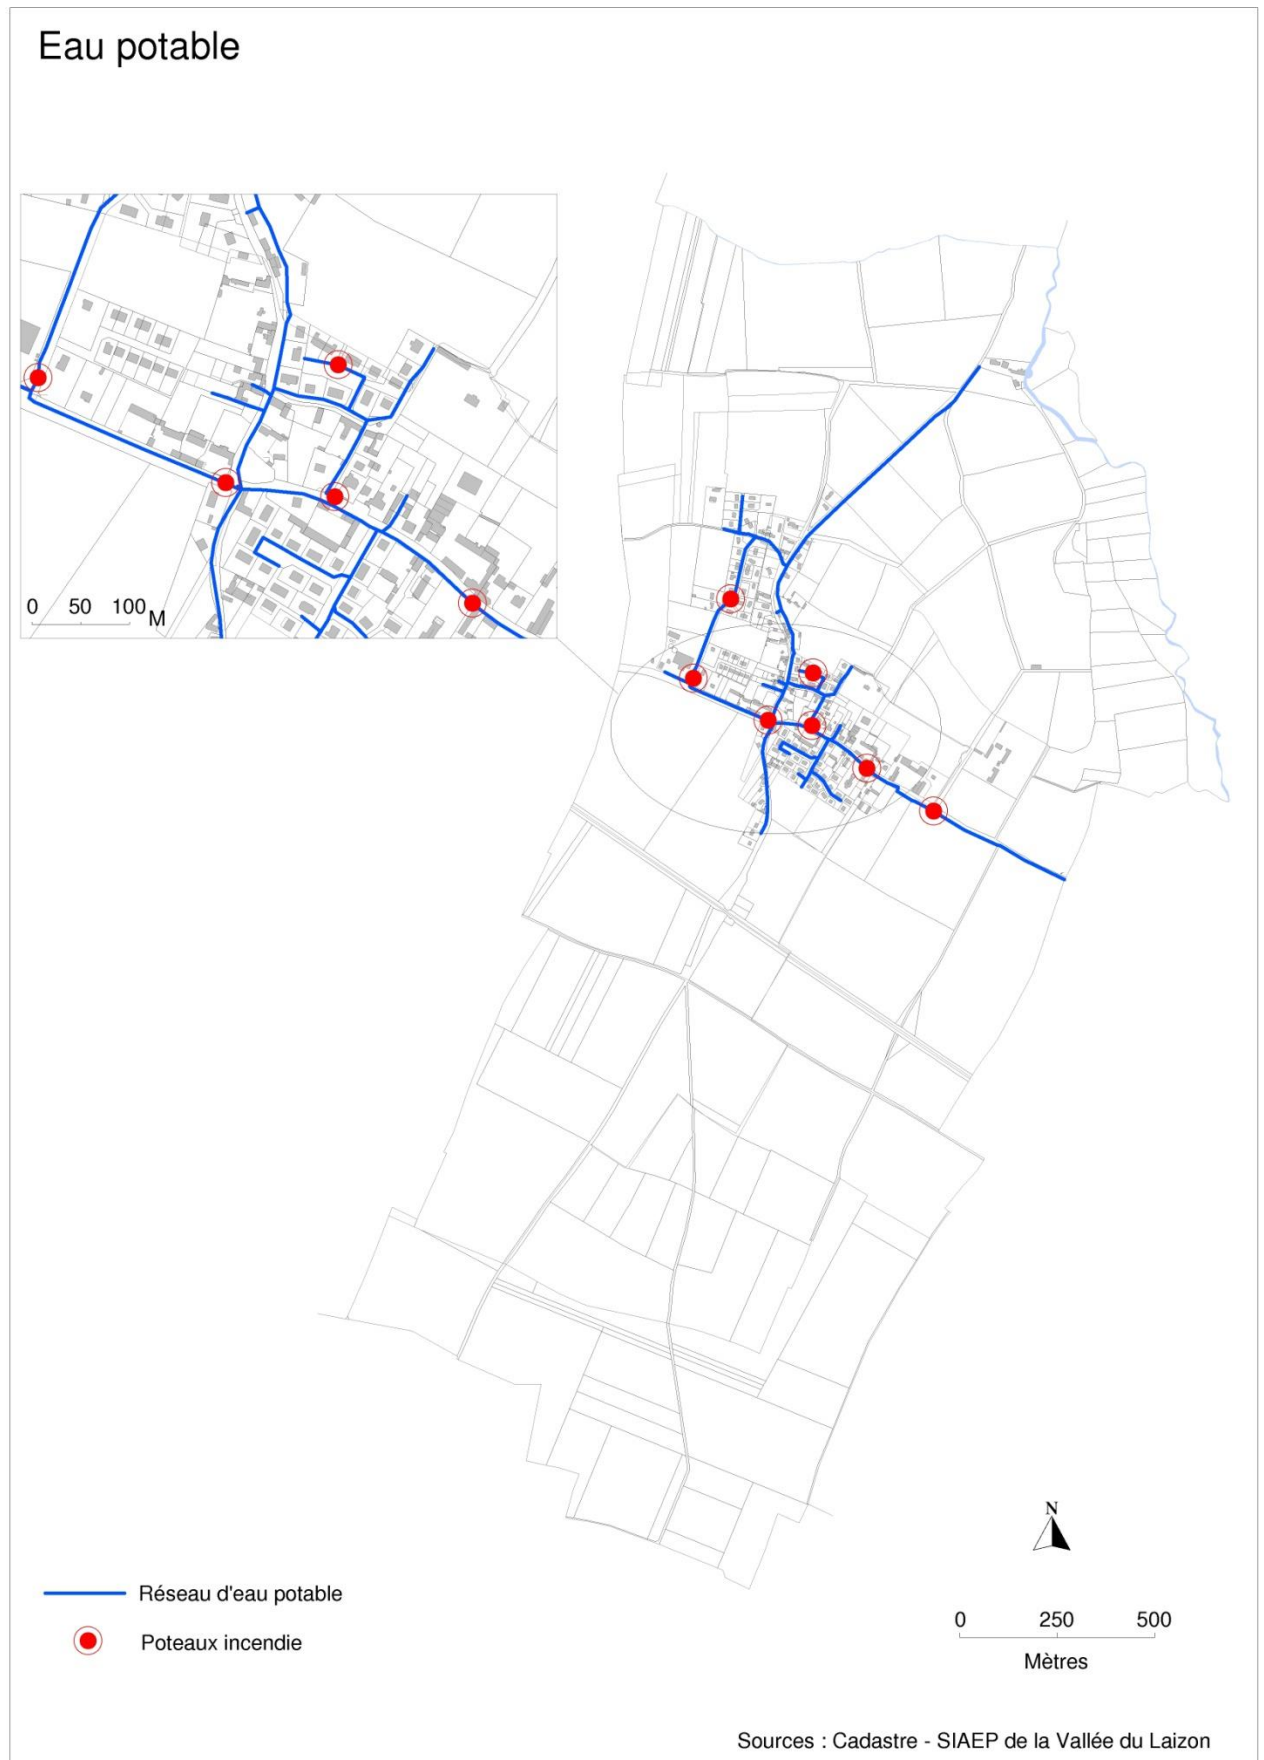 Eau potable
0 50 100 M
N
Réseau d'eau potable
Poteaux incendie
0 250 500
Mètres
Sources : Cadastre - SIAEP de la Vallée du Laizon